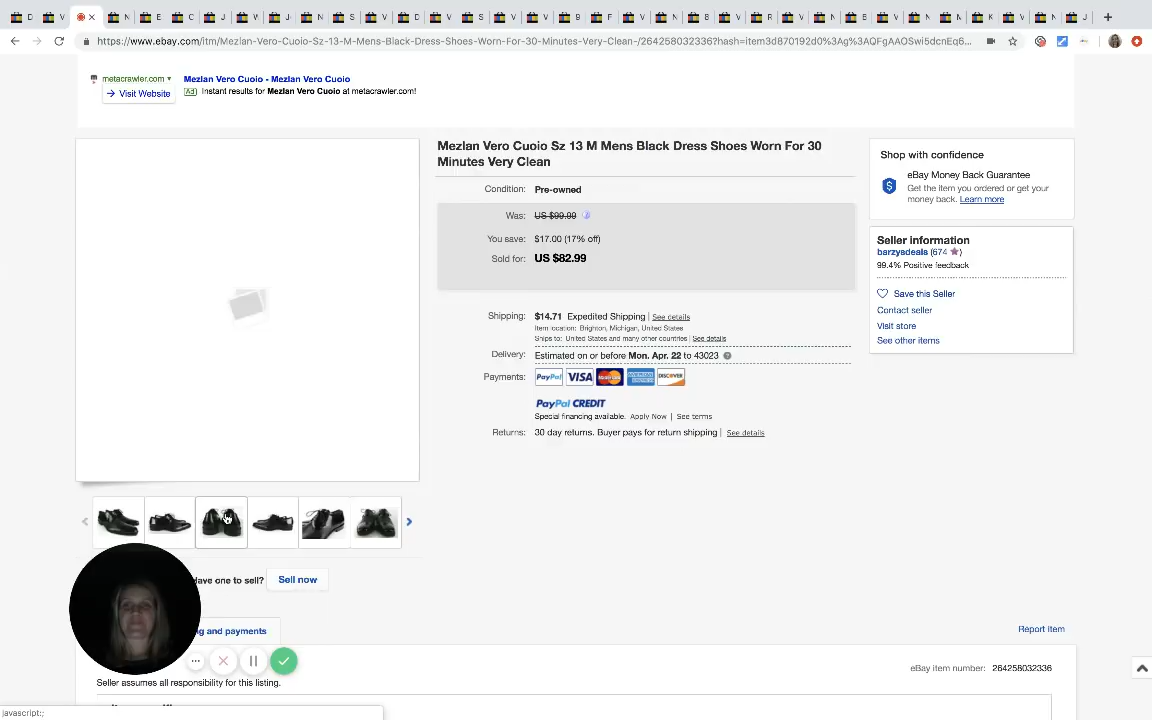 D
V
N
E
C
J
V
J
N
S
V
D
V
S
V
V
9
F
V
N
B
V
R
V
N
B
V
N
M
K
V
N
J
https://www.ebay.com/itm/Mezlan-Vero-Cuoio-Sz-13-M-Mens-Black-Dress-Shoes-Worn-For-30-Minutes-Very-Clean-/264258032336?hash=item3d870192d0%3Ag%3AQFgAAOSwi5dcnEq6...
metacrawler.com
Visit Website
Mezlan Vero Cuoio - Mezlan Vero Cuoio
Ad Instant results for Mezlan Vero Cuoio at metacrawler.com!
Mezlan Vero Cuoio Sz 13 M Mens Black Dress Shoes Worn For 30
Minutes Very Clean
Condition: Pre-owned
Was: US $99.99
You save: $17.00 (17% off)
Sold for: US $82.99
Shipping: $14.71 Expedited Shipping | See details
Item location: Brighton, Michigan, United States
Ships to: United States and many other countries | See details
Delivery: Estimated on or before Mon. Apr. 22 to 43023
Payments: PayPal VISA MasterCard AMERICAN EXPRESS DISCOVER
PayPal CREDIT
Special financing available. Apply Now | See terms
Returns: 30 day returns. Buyer pays for return shipping | See details
Shop with confidence
eBay Money Back Guarantee
Get the item you ordered or get your
money back. Learn more
Seller information
barzysdeals (674)
99.4% Positive feedback
Save this Seller
Contact seller
Visit store
See other items
Have one to sell? Sell now
ng and payments
Report item
eBay item number: 264258032336
Seller assumes all responsibility for this listing.
javascript:;